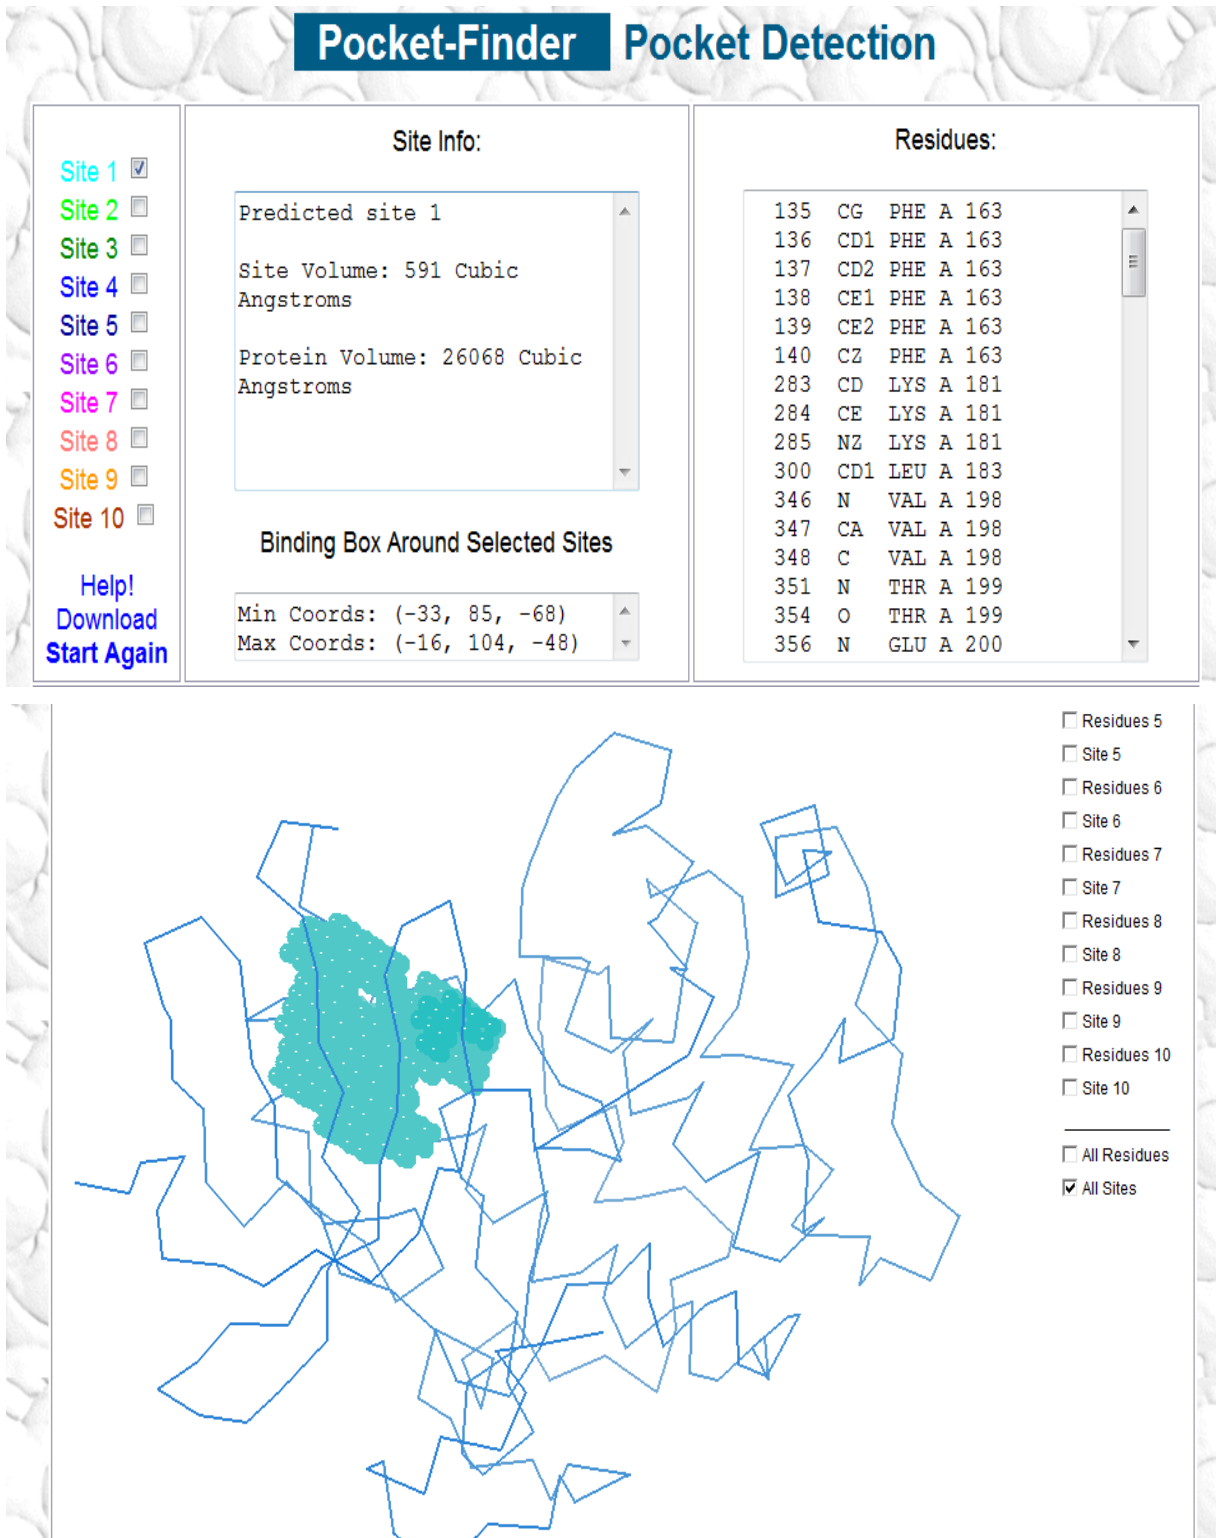 Pocket-Finder Pocket Detection
Site 1
Site 2
Site 3
Site 4
Site 5
Site 6
Site 7
Site 8
Site 9
Site 10
Help!
Download
Start Again
Site Info:
Predicted site 1
Site Volume: 591 Cubic
Angstroms
Protein Volume: 26068 Cubic
Angstroms
Binding Box Around Selected Sites
Min Coords: (-33, 85, -68)
Max Coords: (-16, 104, -48)
Residues:
135 CG PHE A 163
136 CD1 PHE A 163
137 CD2 PHE A 163
138 CE1 PHE A 163
139 CE2 PHE A 163
140 CZ PHE A 163
283 CD LYS A 181
284 CE LYS A 181
285 NZ LYS A 181
300 CD1 LEU A 183
346 N VAL A 198
347 CA VAL A 198
348 C VAL A 198
351 N THR A 199
354 O THR A 199
356 N GLU A 200
Residues 5
Site 5
Residues 6
Site 6
Residues 7
Site 7
Residues 8
Site 8
Residues 9
Site 9
Residues 10
Site 10
All Residues
All Sites